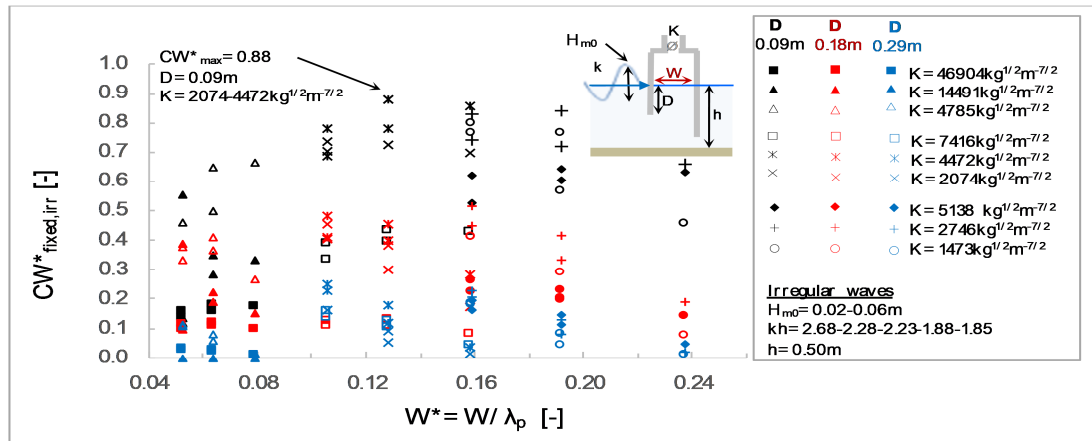 CW*max= 0.88
D= 0.09m
K= 2074-4472kg1/2m-7/2
1.0
0.9
0.8
0.7
0.6
0.5
0.4
0.3
0.2
0.1
0.0
CW*fixed,irr [-]
0.04
0.08
0.12
0.16
0.20
0.24
W*= W/ λp [-]
Hm0
k
K
Ø
W
D
h
D D D
0.09m 0.18m 0.29m
K= 46904kg1/2m-7/2
K= 14491kg1/2m-7/2
K= 4785kg1/2m-7/2
K= 7416kg1/2m-7/2
K= 4472kg1/2m-7/2
K= 2074kg1/2m-7/2
K= 5138 kg1/2m-7/2
K= 2746kg1/2m-7/2
K= 1473kg1/2m-7/2
Irregular waves
Hm0= 0.02-0.06m
kh= 2.68-2.28-2.23-1.88-1.85
h= 0.50m